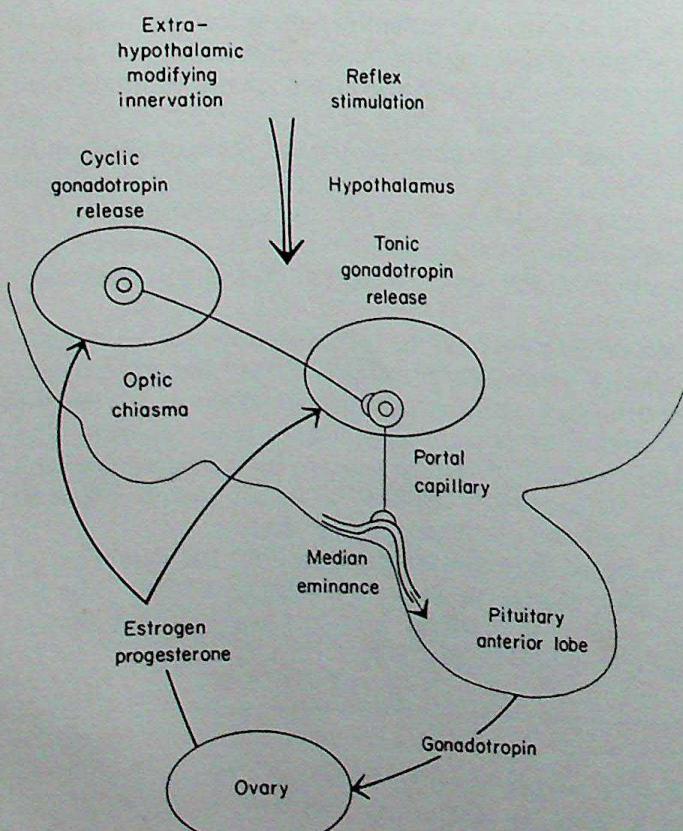 Extra-
hypothalamic
modifying
innervation
Reflex
stimulation
Cyclic
gonadotropin
release
Hypothalamus
Tonic
gonadotropin
release
Optic
chiasma
Portal
capillary
Median
eminance
Estrogen
progesterone
Pituitary
anterior lobe
Gonadotropin
Ovary